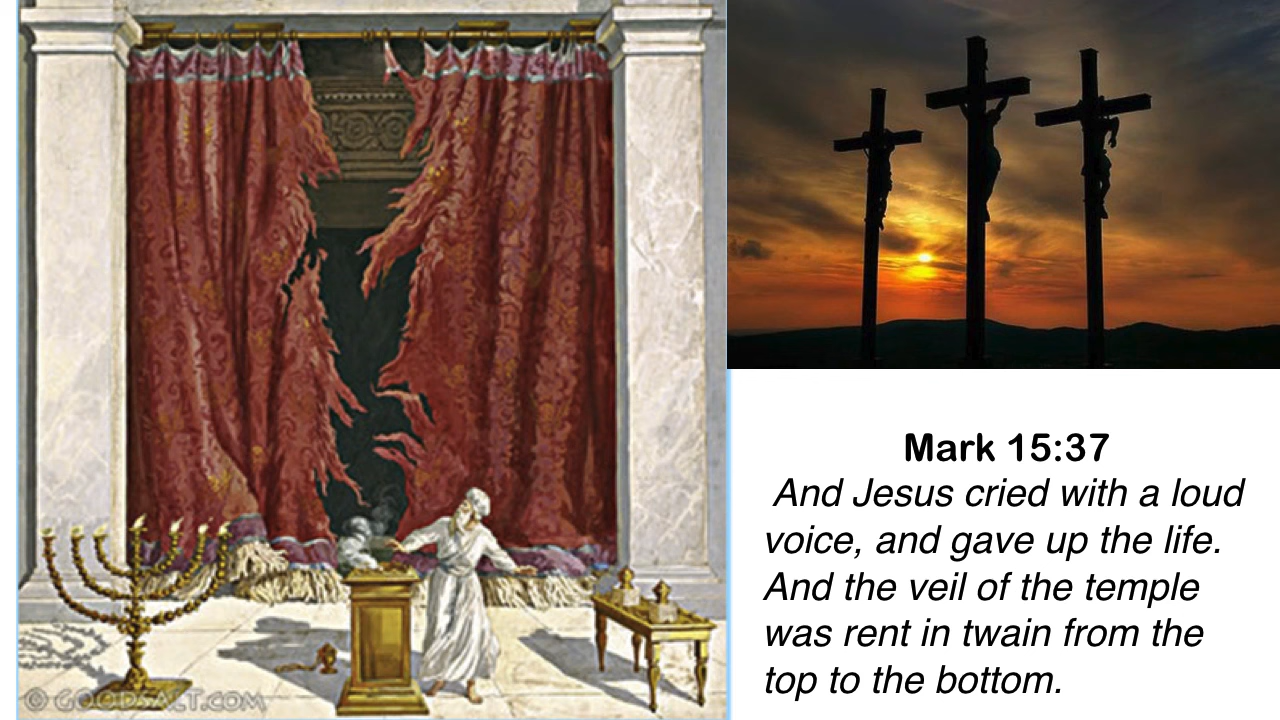 Mark 15:37
And Jesus cried with a loud
voice, and gave up the life.
And the veil of the temple
was rent in twain from the
top to the bottom.
© GOODSALT.COM